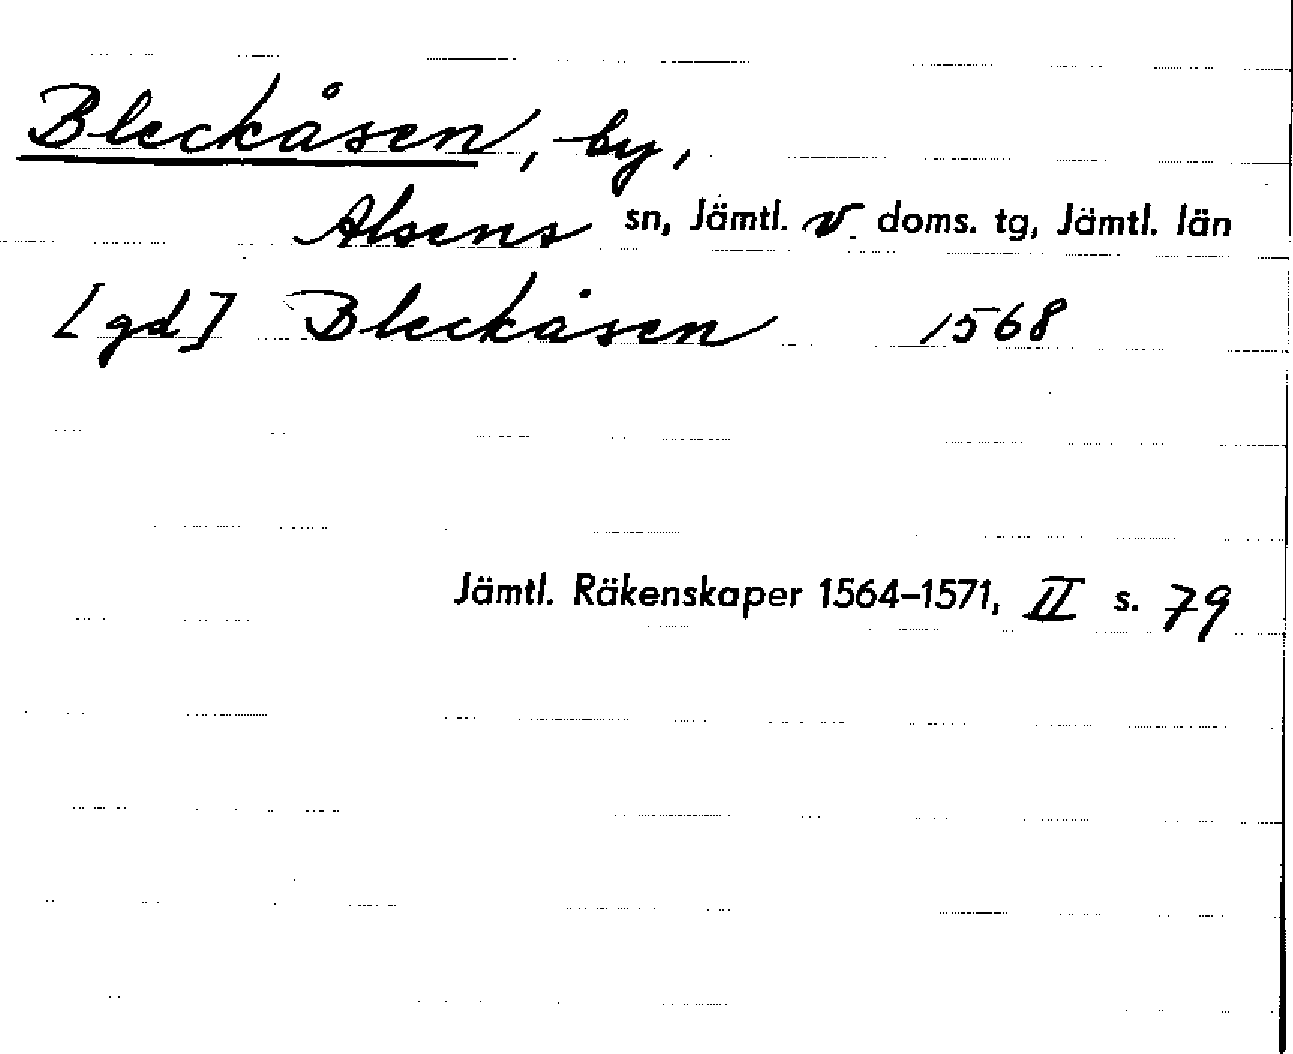 Bleckåsen, by,
Alsens sn, Jämtl. v. doms. tg, Jämtl. län
[gd] Bleckåsen 1568
Jämtl. Räkenskaper 1564–1571, II s. 79